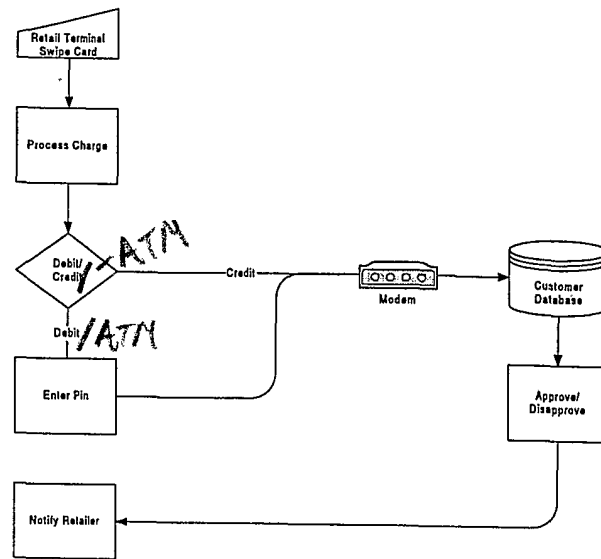 Retail Terminal
Swipe Card
Process Charge
Debit/
Credit
/ ATM
Credit
Modem
Customer
Database
Debit
/ATM
Enter Pin
Approve/
Disapprove
Notify Retailer